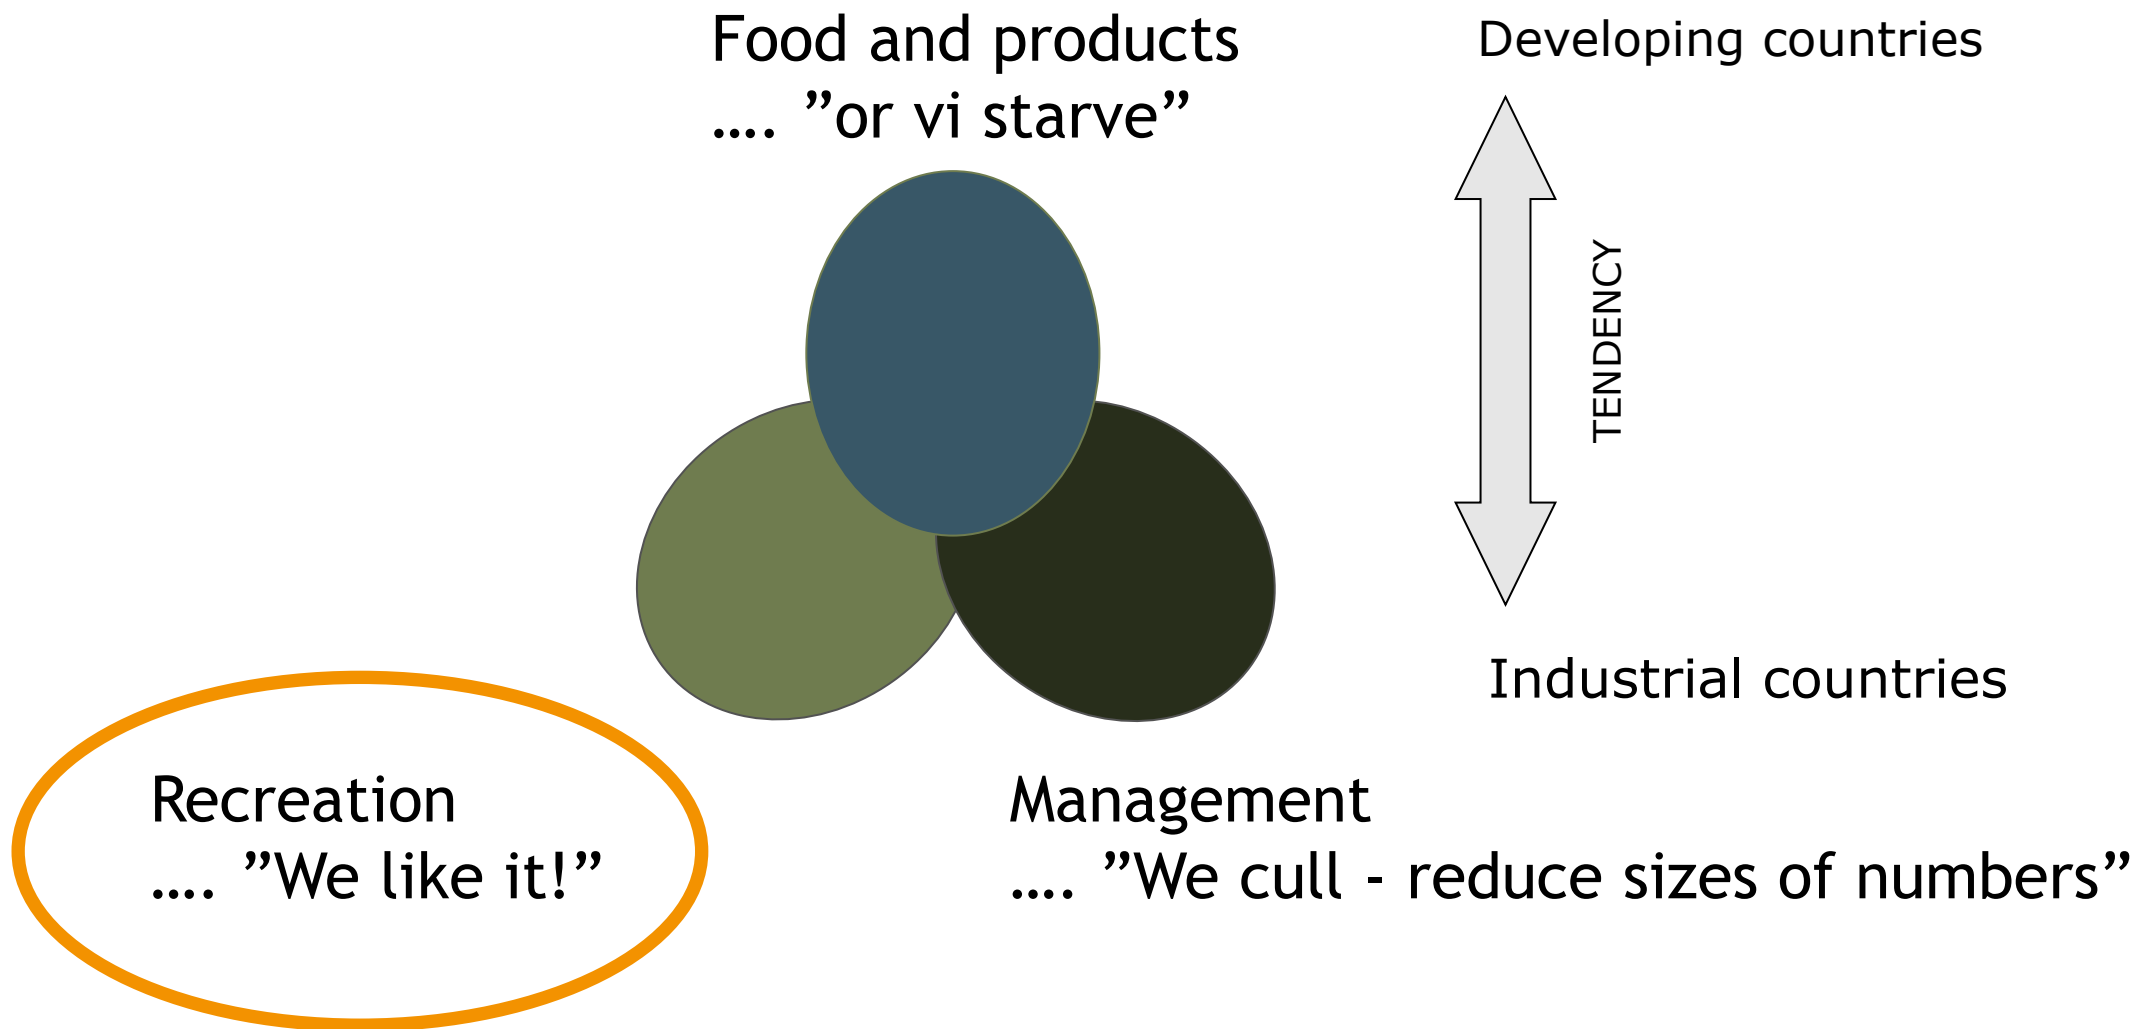 Food and products
.... ”or vi starve”
Developing countries
TENDENCY
Industrial countries
Recreation
.... ”We like it!”
Management
.... ”We cull - reduce sizes of numbers”